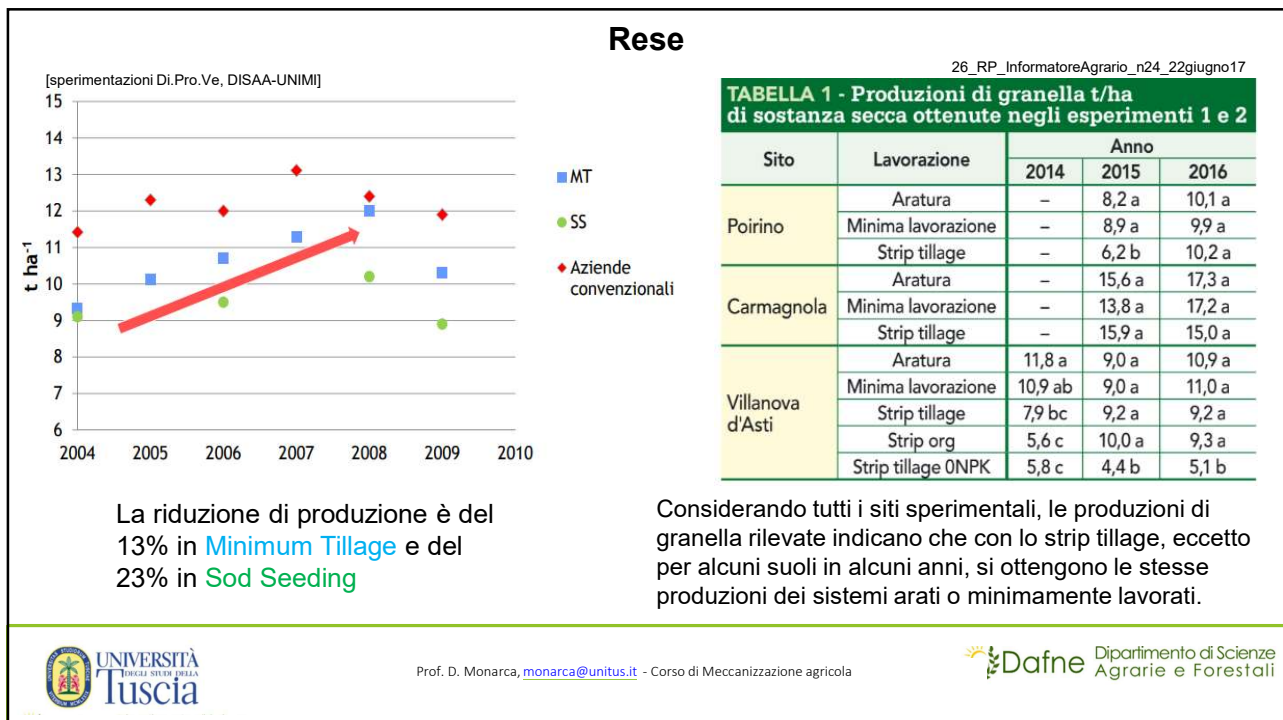 Rese
[sperimentazioni Di.Pro.Ve, DISAA-UNIMI]
15
14
13
12
11
10
9
8
7
6
t ha-1
2004 2005 2006 2007 2008 2009 2010
MT
SS
Aziende
convenzionali
La riduzione di produzione è del
13% in Minimum Tillage e del
23% in Sod Seeding
26_RP_InformatoreAgrario_n24_22giugno17
TABELLA 1 - Produzioni di granella t/ha
di sostanza secca ottenute negli esperimenti 1 e 2
Sito Lavorazione Anno
2014 2015 2016
Poirino Aratura – 8,2 a 10,1 a
Minima lavorazione – 8,9 a 9,9 a
Strip tillage – 6,2 b 10,2 a
Carmagnola Aratura – 15,6 a 17,3 a
Minima lavorazione – 13,8 a 17,2 a
Strip tillage – 15,9 a 15,0 a
Villanova d'Asti Aratura 11,8 a 9,0 a 10,9 a
Minima lavorazione 10,9 ab 9,0 a 11,0 a
Strip tillage 7,9 bc 9,2 a 9,2 a
Strip org 5,6 c 10,0 a 9,3 a
Strip tillage 0NPK 5,8 c 4,4 b 5,1 b
Considerando tutti i siti sperimentali, le produzioni di
granella rilevate indicano che con lo strip tillage, eccetto
per alcuni suoli in alcuni anni, si ottengono le stesse
produzioni dei sistemi arati o minimamente lavorati.
UNIVERSITÀ
DEGLI STUDI DELLA
Tuscia
Prof. D. Monarca, monarca@unitus.it - Corso di Meccanizzazione agricola
Dafne Dipartimento di Scienze
Agrarie e Forestali